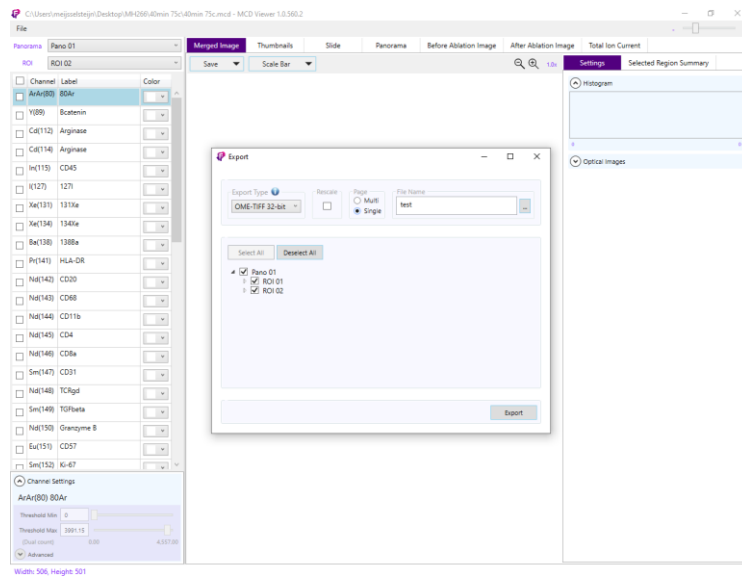 C:\Users\meijsselsteijn\Desktop\MH266\40min 75c\40min 75c.mcd - MCD Viewer 1.0.560.2
File
Panorama Pano 01
ROI ROI 02
Merged Image Thumbnails Slide Panorama Before Ablation Image After Ablation Image Total Ion Current
Save Scale Bar 1.0x
Settings Selected Region Summary
Histogram
Optical Images
Channel Label Color
ArAr(80) 80Ar
Y(89) Bcatenin
Cd(112) Arginase
Cd(114) Arginase
In(115) CD45
I(127) 127I
Xe(131) 131Xe
Xe(134) 134Xe
Ba(138) 138Ba
Pr(141) HLA-DR
Nd(142) CD20
Nd(143) CD68
Nd(144) CD11b
Nd(145) CD4
Nd(146) CD8a
Sm(147) CD31
Nd(148) TCRgd
Sm(149) TGFbeta
Nd(150) Granzyme B
Eu(151) CD57
Sm(152) Ki-67
Channel Settings
ArAr(80) 80Ar
Threshold Min 0
Threshold Max 3991.15
(Dual count) 0.00 4,557.00
Advanced
Width: 506, Height: 501
Export
Export Type Rescale Page File Name
OME-TIFF 32-bit
Multi
Single
test
...
Select All Deselect All
Pano 01
ROI 01
ROI 02
Export